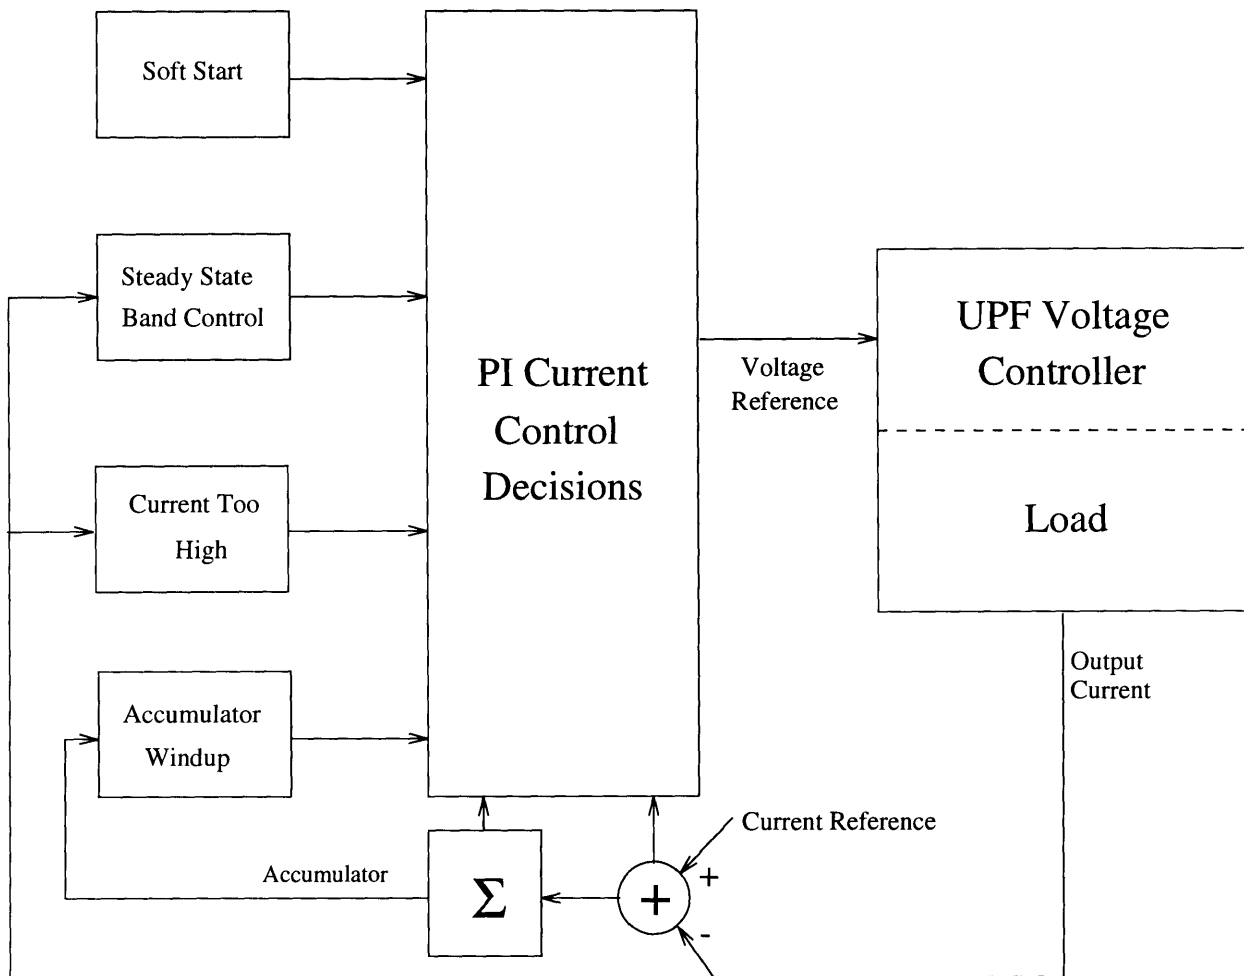 Soft Start
Steady State
Band Control
Current Too
High
Accumulator
Windup
PI Current
Control
Decisions
Voltage
Reference
UPF Voltage
Controller
Load
Output
Current
Current Reference
Accumulator
Σ
+
+
-